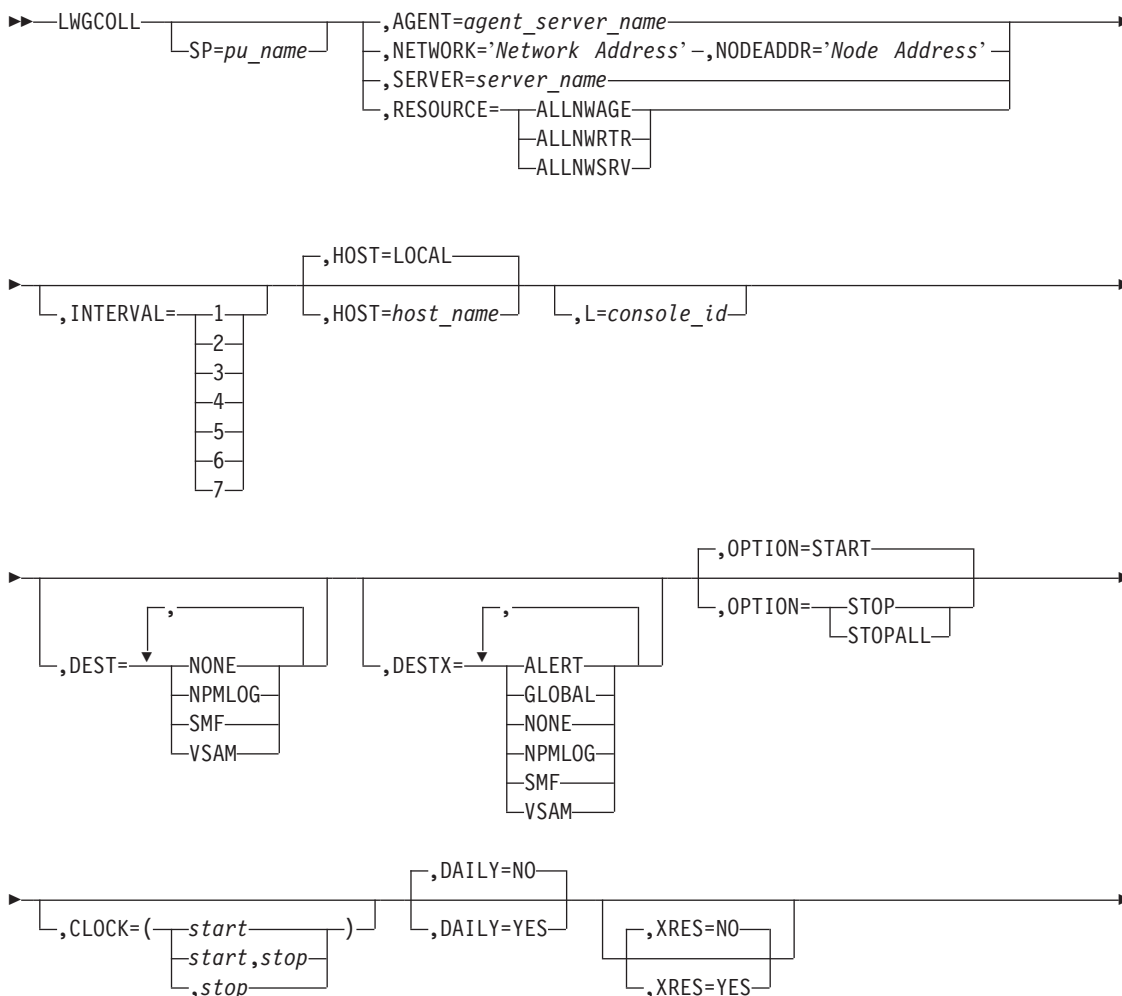 LWGCOLL ,AGENT=agent_server_name
SP=pu_name ,NETWORK=’Network Address’ ,NODEADDR=’Node Address’
,SERVER=server_name
,RESOURCE= ALLNWAGE
ALLNWRTR
ALLNWSRV
,HOST=LOCAL
,INTERVAL= 1 ,HOST=host_name ,L=console_id
2
3
4
5
6
7
,OPTION=START
, , ,OPTION= STOP
STOPALL
,DEST= NONE ,DESTX= ALERT
NPMLOG GLOBAL
SMF NONE
VSAM NPMLOG
SMF
VSAM
,DAILY=NO
,CLOCK=( start ) ,DAILY=YES ,XRES=NO
start,stop
,stop ,XRES=YES